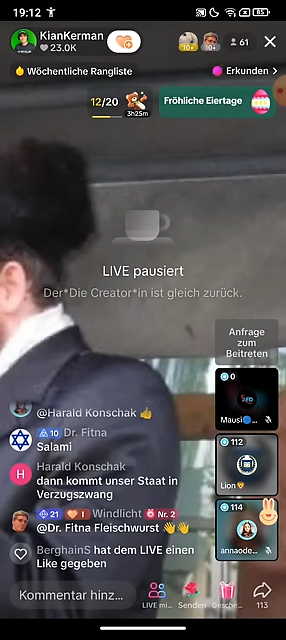 19:12
65
KianKerman
23.0K
10+
10+
61
Wöchentliche Rangliste
Erkunden >
12/20
3h25m
Fröhliche Eiertage
LIVE pausiert
Der*Die Creator*in ist gleich zurück.
Anfrage zum Beitreten
0
AFD
Mausi
@Harald Konschak 👍
10 Dr. Fitna
Salami
112
Lion
H
Harald Konschak
dann kommt unser Staat in
Verzugszwang
21 I Windlicht Nr. 2
@Dr. Fitna Fleischwurst 👋👋
114
annaode...
BerghainS hat dem LIVE einen
Like gegeben
Kommentar hinz...
LIVE mi...
Senden
Gesche...
113